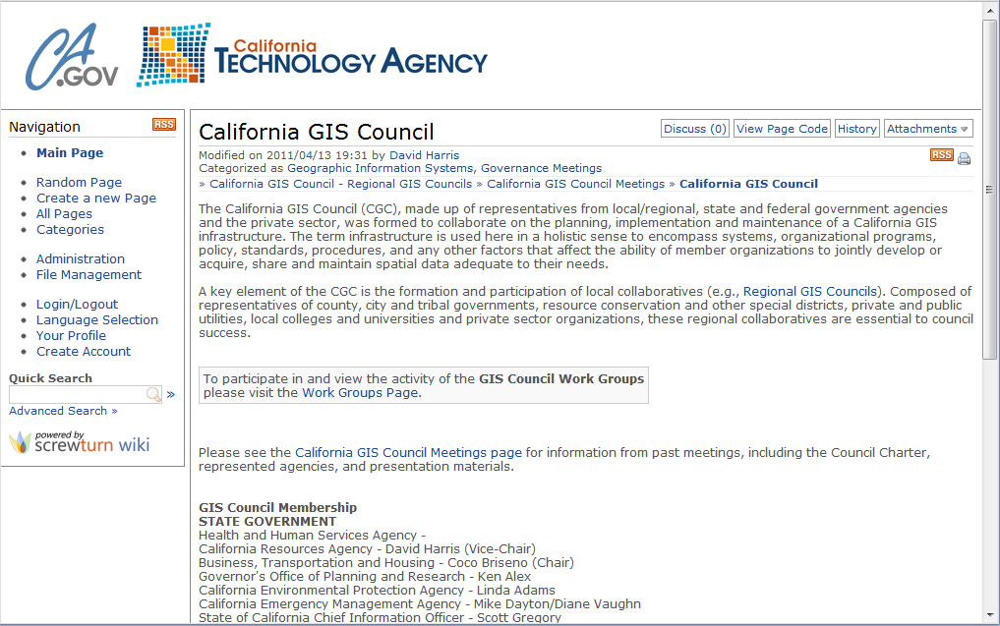 CA.GOV
California
TECHNOLOGY AGENCY
Navigation RSS
Main Page
Random Page
Create a new Page
All Pages
Categories
Administration
File Management
Login/Logout
Language Selection
Your Profile
Create Account
Quick Search
»
Advanced Search »
powered by
screwturn wiki
California GIS Council
Discuss (0) View Page Code History Attachments
Modified on 2011/04/13 19:31 by David Harris
RSS
Categorized as Geographic Information Systems, Governance Meetings
» California GIS Council - Regional GIS Councils » California GIS Council Meetings » California GIS Council
The California GIS Council (CGC), made up of representatives from local/regional, state and federal government agencies
and the private sector, was formed to collaborate on the planning, implementation and maintenance of a California GIS
infrastructure. The term infrastructure is used here in a holistic sense to encompass systems, organizational programs,
policy, standards, procedures, and any other factors that affect the ability of member organizations to jointly develop or
acquire, share and maintain spatial data adequate to their needs.
A key element of the CGC is the formation and participation of local collaboratives (e.g., Regional GIS Councils). Composed of
representatives of county, city and tribal governments, resource conservation and other special districts, private and public
utilities, local colleges and universities and private sector organizations, these regional collaboratives are essential to council
success.
To participate in and view the activity of the GIS Council Work Groups
please visit the Work Groups Page.
Please see the California GIS Council Meetings page for information from past meetings, including the Council Charter,
represented agencies, and presentation materials.
GIS Council Membership
STATE GOVERNMENT
Health and Human Services Agency -
California Resources Agency - David Harris (Vice-Chair)
Business, Transportation and Housing - Coco Briseno (Chair)
Governor's Office of Planning and Research - Ken Alex
California Environmental Protection Agency - Linda Adams
California Emergency Management Agency - Mike Dayton/Diane Vaughn
State of California Chief Information Officer - Scott Gregory